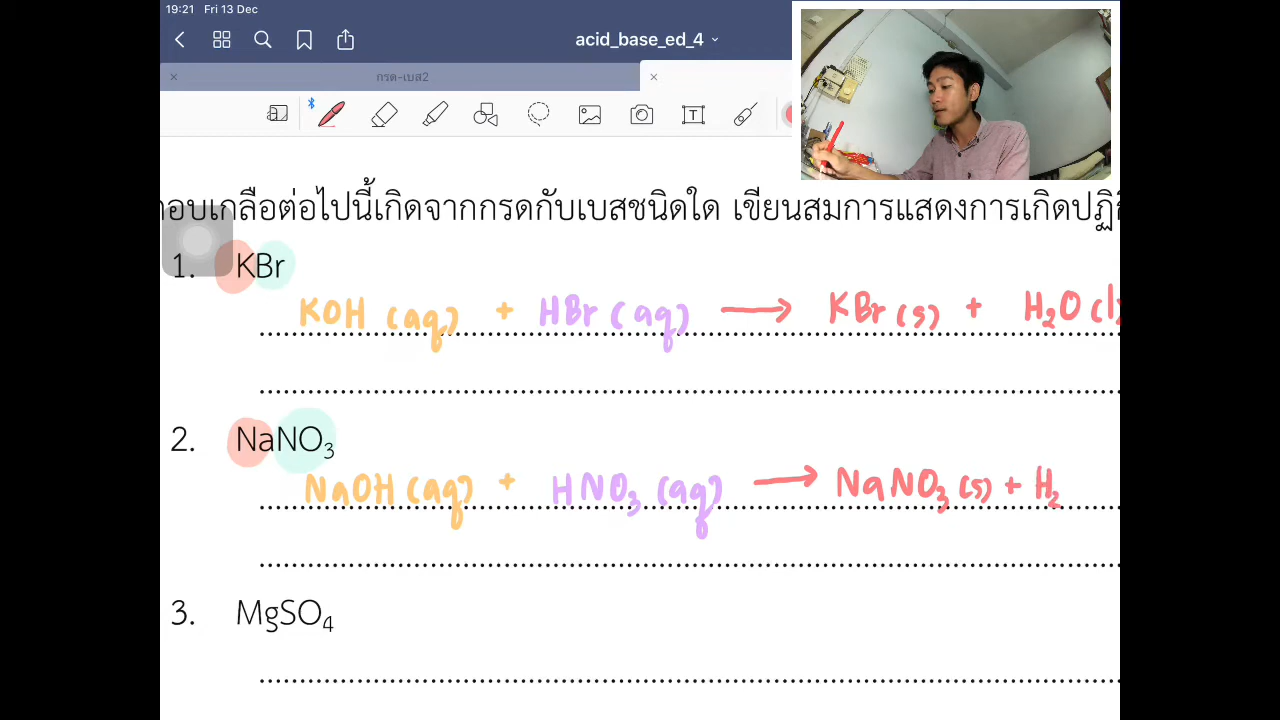 19:21 Fri 13 Dec
acid_base_ed_4
กรด-เบส2
ตอบเกลือต่อไปนี้เกิดจากกรดกับเบสชนิดใด เขียนสมการแสดงการเกิดปฏิกิ
1. KBr
KOH (aq) + HBr (aq) ⟶ KBr (s) + H₂O (l)
2. NaNO₃
NaOH (aq) + HNO₃ (aq) ⟶ NaNO₃ (s) + H₂
3. MgSO₄